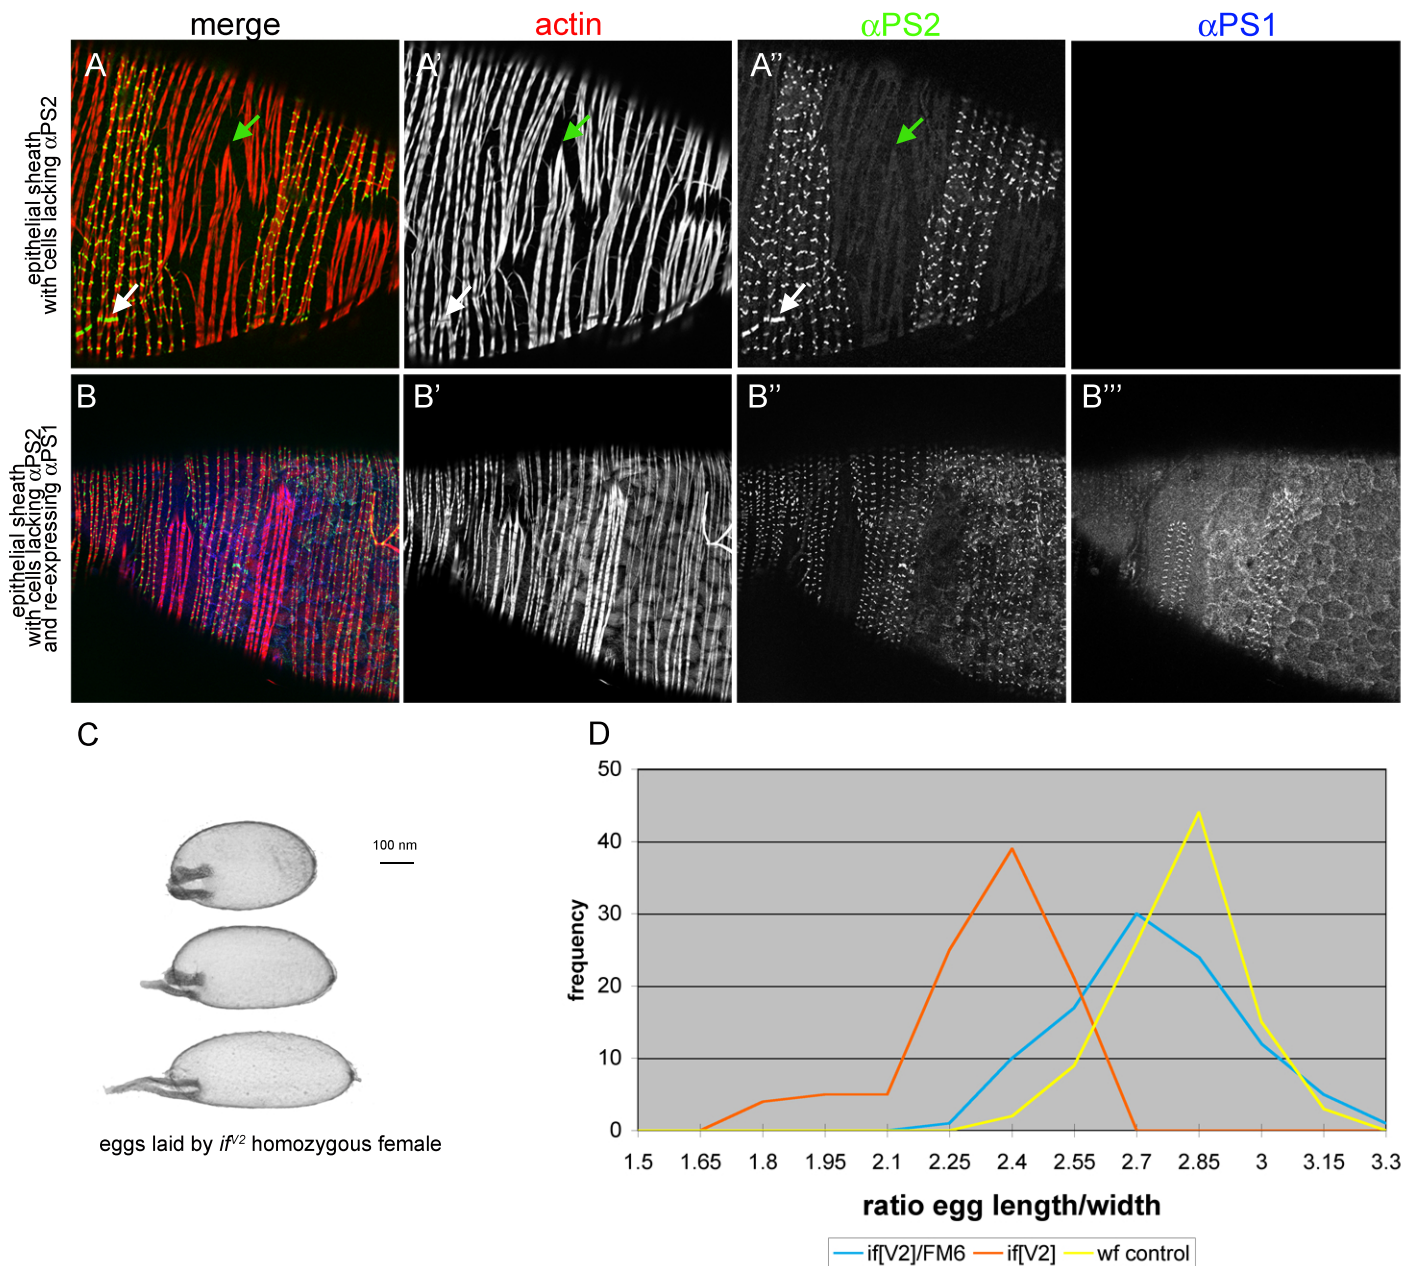 merge
actin
αPS2
αPS1
epithelial sheath
with cells lacking αPS2
A
A’
A’’
epithelial sheath
with cells lacking αPS2
and re-expressing αPS1
B
B’
B’’
B’’’
C
100 nm
eggs laid by if V2 homozygous female
D
50
40
30
20
10
0
frequency
1.5 1.65 1.8 1.95 2.1 2.25 2.4 2.55 2.7 2.85 3 3.15 3.3
ratio egg length/width
if[V2]/FM6 if[V2] wf control